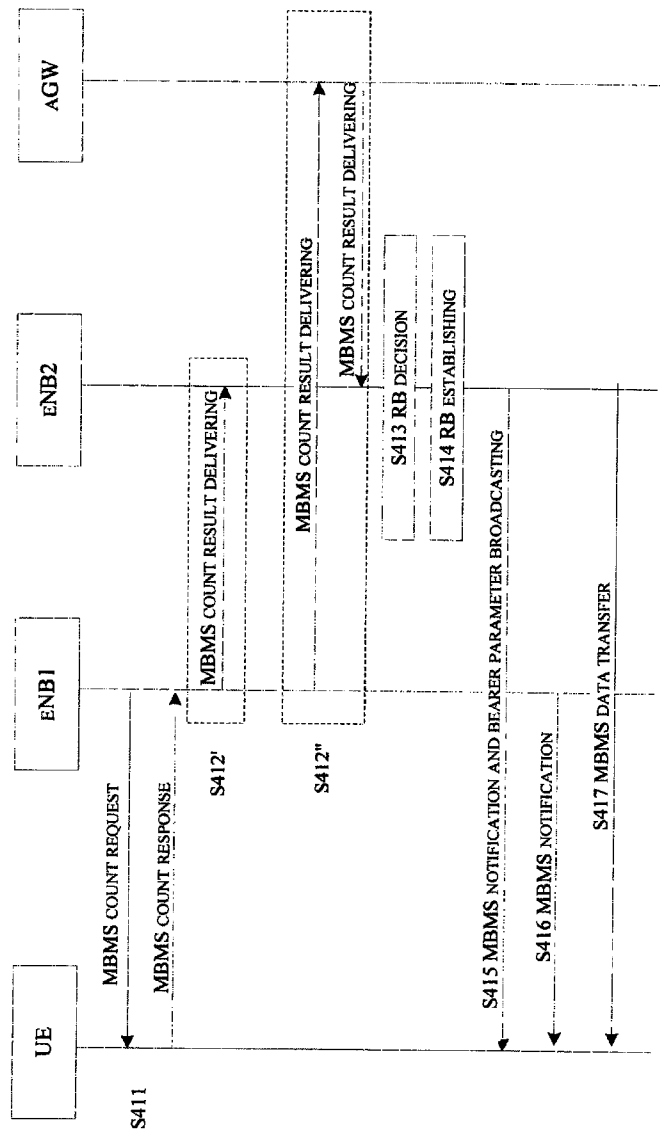 UE
ENB1
ENB2
AGW
S411
MBMS COUNT REQUEST
MBMS COUNT RESPONSE
S412'
MBMS COUNT RESULT DELIVERING
S412"
MBMS COUNT RESULT DELIVERING
MBMS COUNT RESULT DELIVERING
S413 RB DECISION
S414 RB ESTABLISHING
S415 MBMS NOTIFICATION AND BEARER PARAMETER BROADCASTING
S416 MBMS NOTIFICATION
S417 MBMS DATA TRANSFER